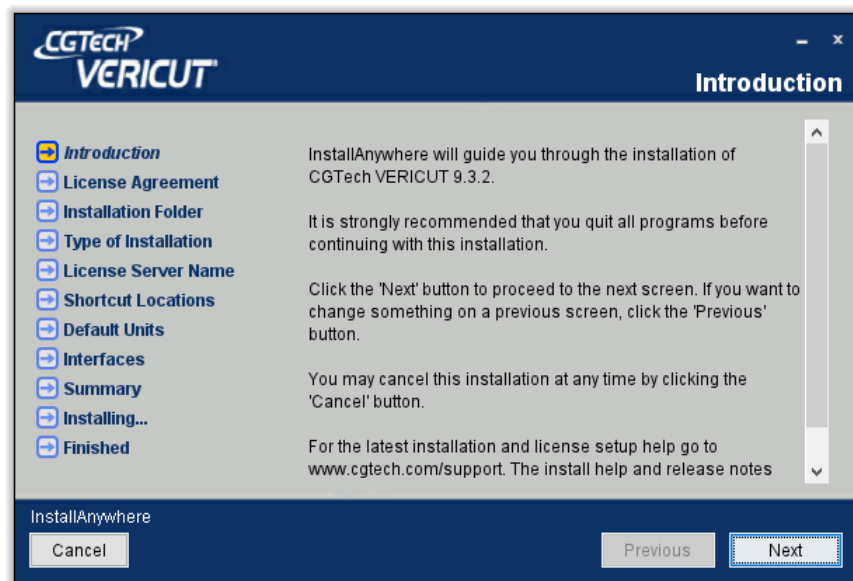 CGTECH
VERICUT
Introduction
Introduction
License Agreement
Installation Folder
Type of Installation
License Server Name
Shortcut Locations
Default Units
Interfaces
Summary
Installing...
Finished
InstallAnywhere will guide you through the installation of
CGTech VERICUT 9.3.2.
It is strongly recommended that you quit all programs before
continuing with this installation.
Click the 'Next' button to proceed to the next screen. If you want to
change something on a previous screen, click the 'Previous'
button.
You may cancel this installation at any time by clicking the
'Cancel' button.
For the latest installation and license setup help go to
www.cgtech.com/support. The install help and release notes
InstallAnywhere
Cancel
Previous
Next